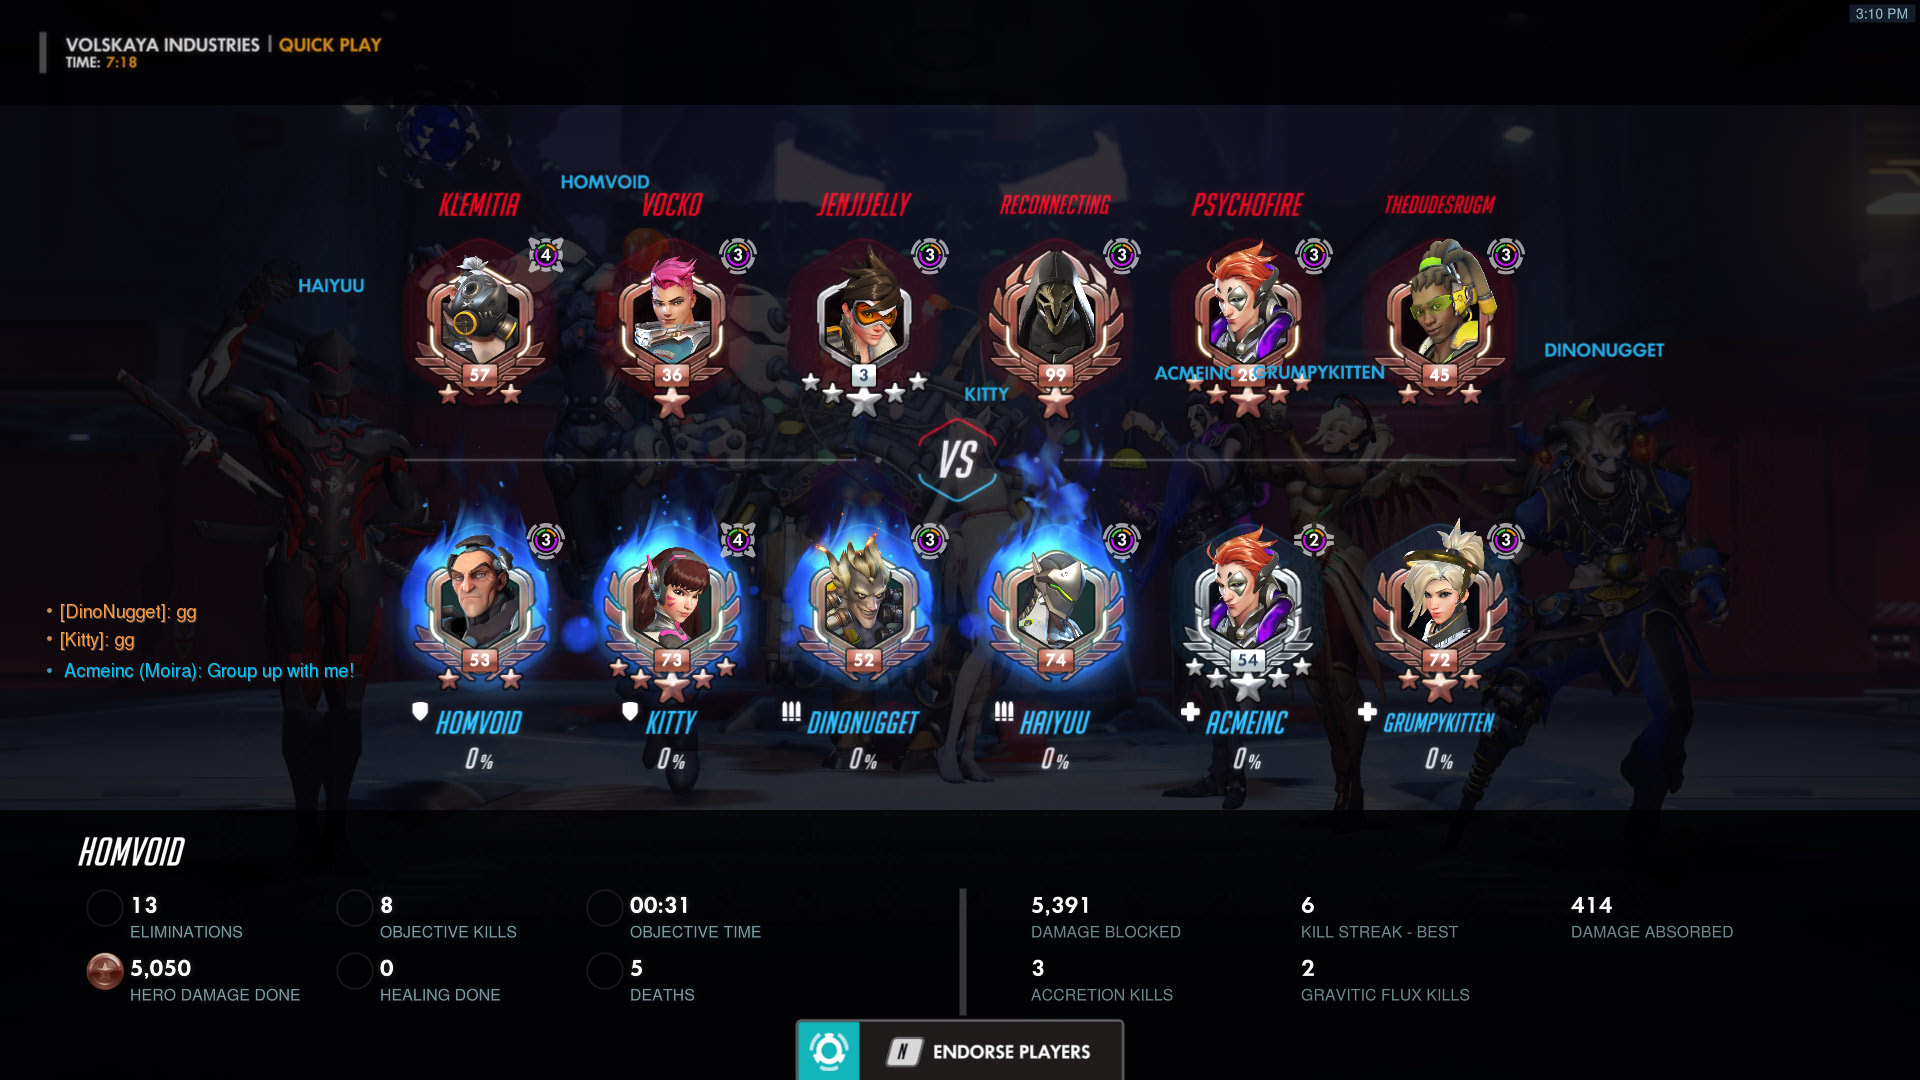 3:10 PM
VOLSKAYA INDUSTRIES | QUICK PLAY
TIME: 7:18
HOMVOID
KLEMITIA VOCKO JENJIJELLY RECONNECTING PSYCHOFIRE THEDUDESRUGM
4 3 3 3 3 3
HAIYUU
DINONUGGET
57 36 3 99 28 45
ACMEINC GRUMPYKITTEN
KITTY
VS
3 4 3 3 2 3
[DinoNugget]: gg
[Kitty]: gg
Acmeinc (Moira): Group up with me!
53 73 52 74 54 72
HOMVOID KITTY DINONUGGET HAIYUU ACMEINC GRUMPYKITTEN
0% 0% 0% 0% 0% 0%
HOMVOID
13 8 00:31 5,391 6 414
ELIMINATIONS OBJECTIVE KILLS OBJECTIVE TIME DAMAGE BLOCKED KILL STREAK - BEST DAMAGE ABSORBED
5,050 0 5 3 2
HERO DAMAGE DONE HEALING DONE DEATHS ACCRETION KILLS GRAVITIC FLUX KILLS
N ENDORSE PLAYERS